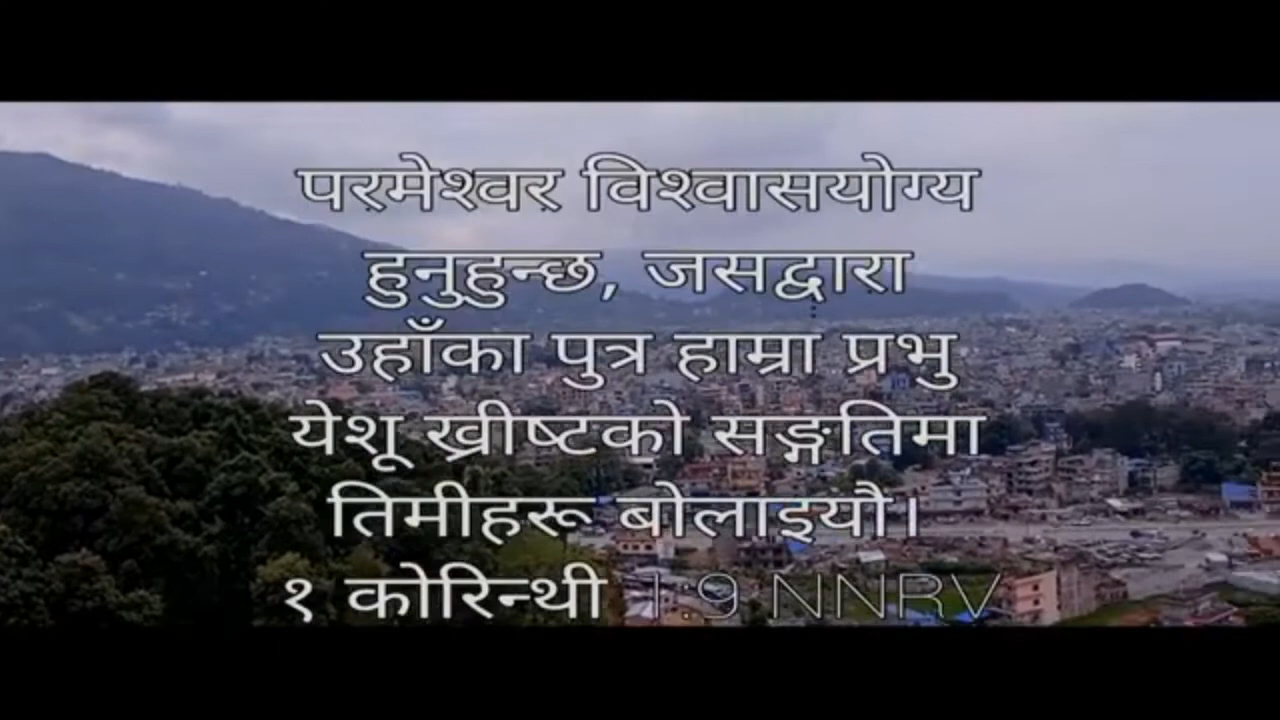 परमेश्वर विश्वासयोग्य
हुनुहुन्छ, जसद्वारा
उहाँका पुत्र हाम्रा प्रभु
येशू ख्रीष्टको सङ्गतिमा
तिमीहरू बोलाइयौ।
१ कोरिन्थी 1:9 NNRV